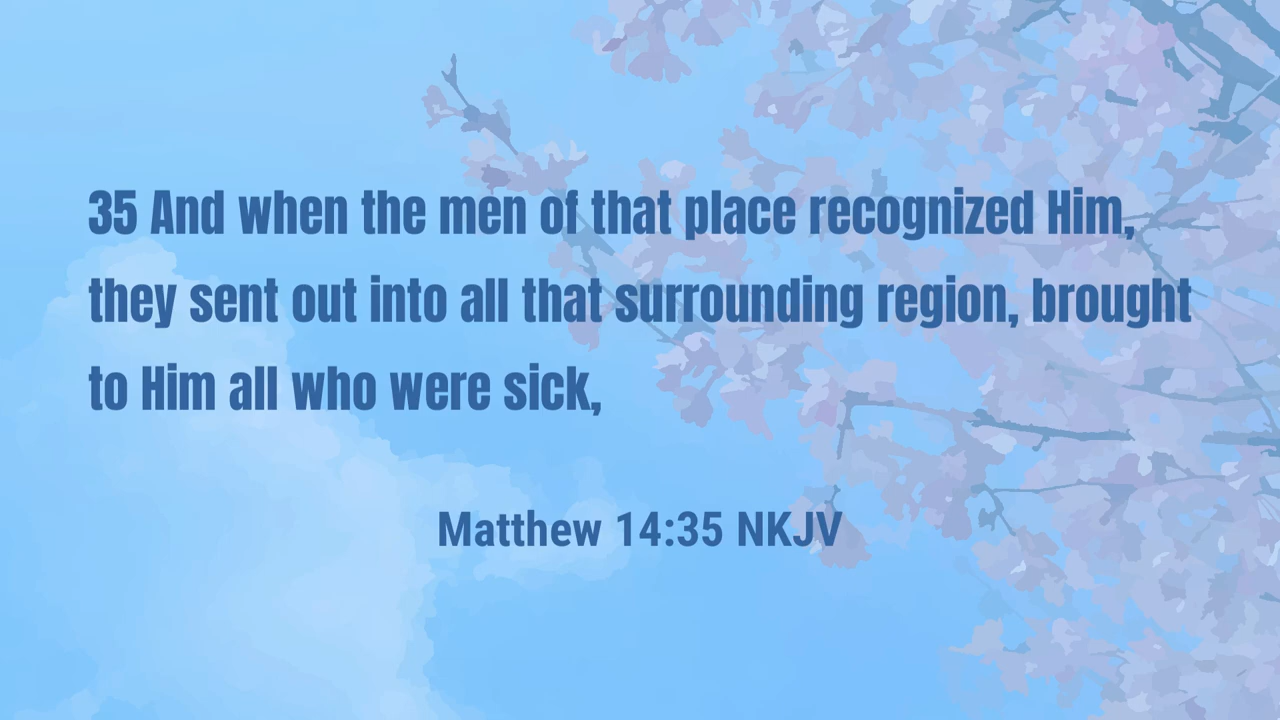 35 And when the men of that place recognized Him,
they sent out into all that surrounding region, brought
to Him all who were sick,
Matthew 14:35 NKJV